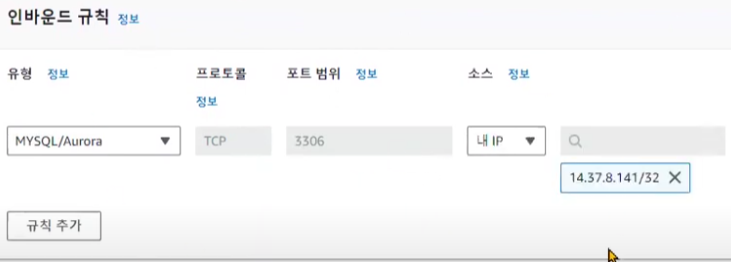 인바운드 규칙 정보
유형 정보 프로토콜 포트 범위 정보 소스 정보
정보
MYSQL/Aurora TCP 3306 내 IP
14.37.8.141/32
규칙 추가